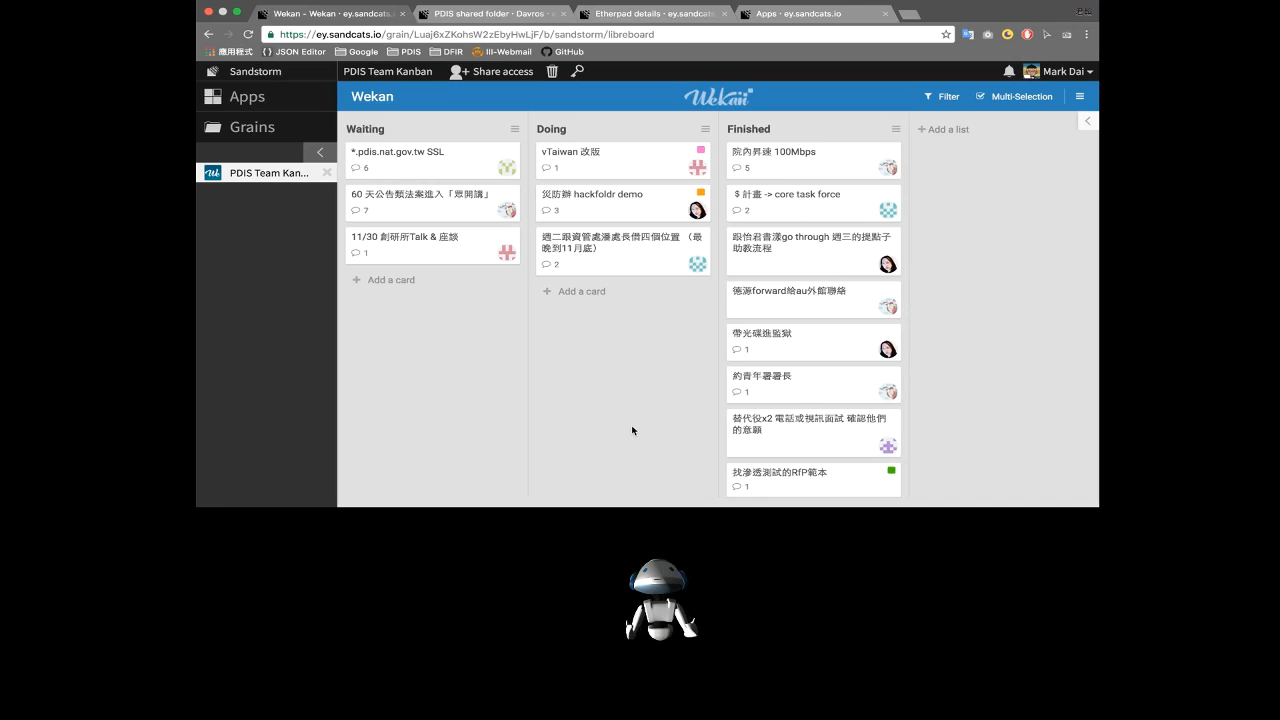 Wekan - Wekan · ey.sandcats.io
PDIS shared folder · Davros ·
Etherpad details · ey.sandcats
Apps · ey.sandcats.io
https://ey.sandcats.io/grain/Luaj6xZKohsW2zEbyHwLjF/b/sandstorm/libreboard
應用程式
JSON Editor
Google
PDIS
DFIR
III-Webmail
GitHub
Sandstorm
PDIS Team Kanban
Share access
Mark Dai
Apps
Grains
PDIS Team Kan...
Wekan
Wekan
Filter
Multi-Selection
Waiting
*.pdis.nat.gov.tw SSL
6
60 天公告類法案進入「眾開講」
7
11/30 創研所Talk & 座談
1
+ Add a card
Doing
vTaiwan 改版
1
災防辦 hackfoldr demo
3
週二跟資管處潘處長借四個位置 （最
晚到11月底）
2
+ Add a card
Finished
院內昇速 100Mbps
5
$ 計畫 -> core task force
2
跟怡君書漾go through 週三的提點子
助教流程
德源forward給au外館聯絡
帶光碟進監獄
1
約青年署署長
1
替代役x2 電話或視訊面試 確認他們
的意願
找滲透測試的RfP範本
1
+ Add a list